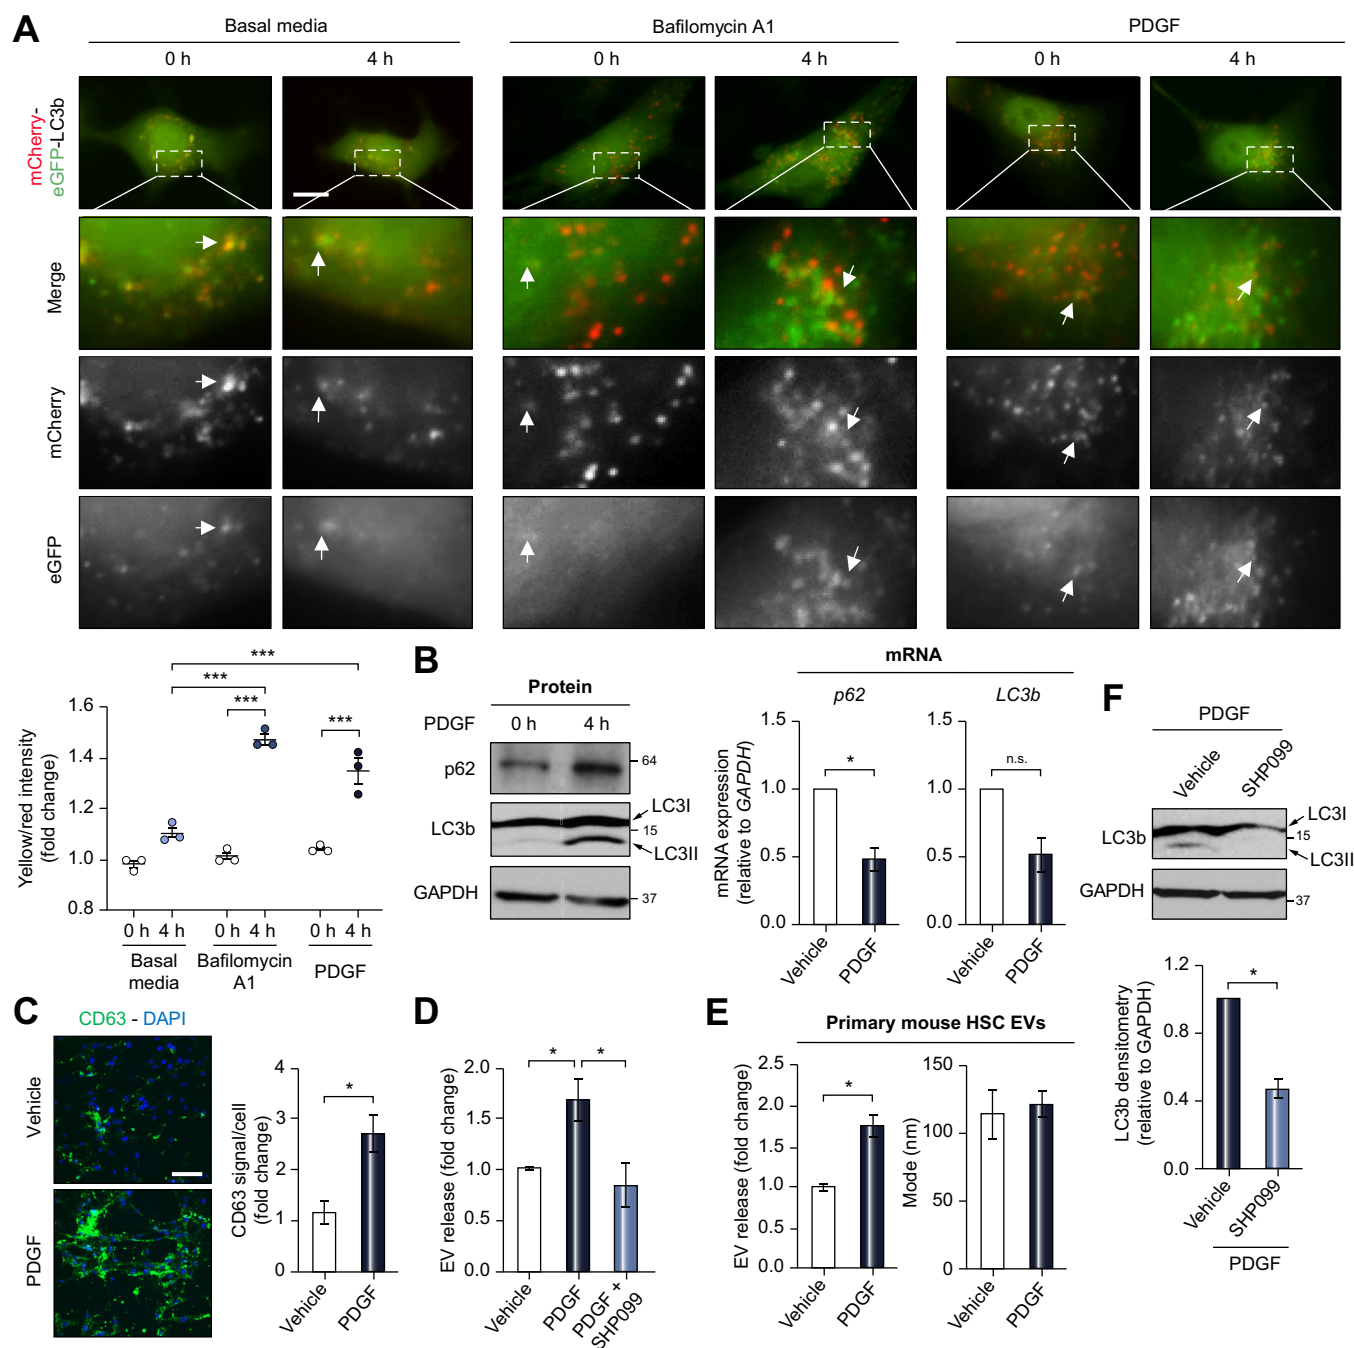 A
Basal media
Bafilomycin A1
PDGF
0 h
4 h
0 h
4 h
0 h
4 h
mCherry-
eGFP-LC3b
Merge
mCherry
eGFP
Yellow/red intensity
(fold change)
1.6
1.4
1.2
1.0
0.8
***
***
***
***
0 h 4 h
0 h 4 h
0 h 4 h
Basal
media
Bafilomycin
A1
PDGF
B
Protein
PDGF
0 h
4 h
p62
64
LC3b
LC3I
15
LC3II
GAPDH
37
mRNA
p62
LC3b
mRNA expression
(relative to GAPDH)
1.5
1.0
0.5
0.0
*
Vehicle
PDGF
1.5
1.0
0.5
0.0
n.s.
Vehicle
PDGF
F
PDGF
Vehicle
SHP099
LC3b
LC3I
15
LC3II
GAPDH
37
LC3b densitometry
(relative to GAPDH)
1.2
0.8
0.4
0.0
*
Vehicle
SHP099
PDGF
C
CD63 - DAPI
Vehicle
PDGF
CD63 signal/cell
(fold change)
4
3
2
1
0
*
Vehicle
PDGF
D
EV release (fold change)
2.0
1.5
1.0
0.5
0.0
*
*
Vehicle
PDGF
PDGF +
SHP099
E
Primary mouse HSC EVs
EV release (fold change)
2.5
2.0
1.5
1.0
0.5
0.0
*
Vehicle
PDGF
Mode (nm)
150
100
50
0
Vehicle
PDGF